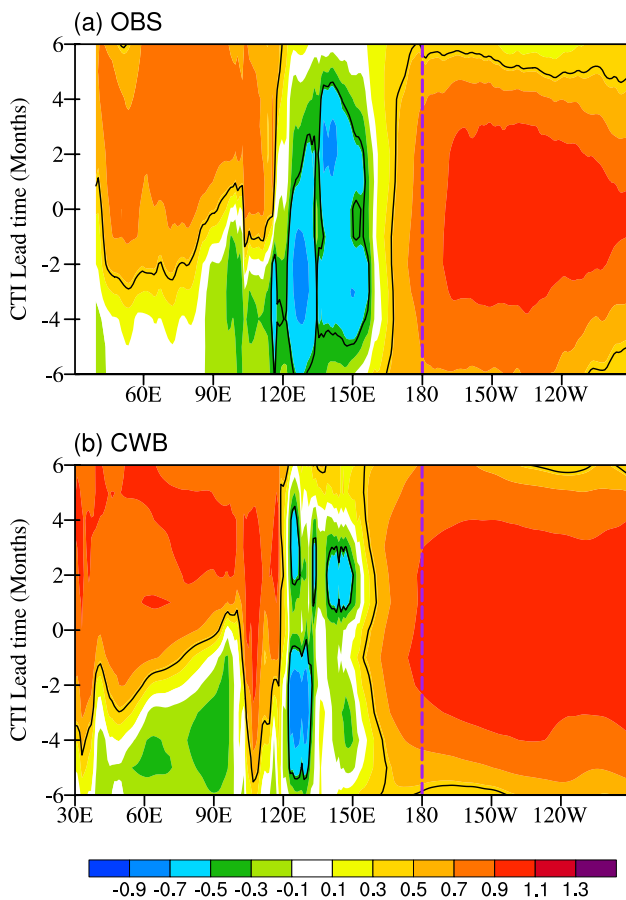 (a) OBS
CTI Lead time (Months)
6
4
2
0
-2
-4
-6
60E 90E 120E 150E 180 150W 120W
(b) CWB
CTI Lead time (Months)
6
4
2
0
-2
-4
-6
30E 60E 90E 120E 150E 180 150W 120W
-0.9 -0.7 -0.5 -0.3 -0.1 0.1 0.3 0.5 0.7 0.9 1.1 1.3